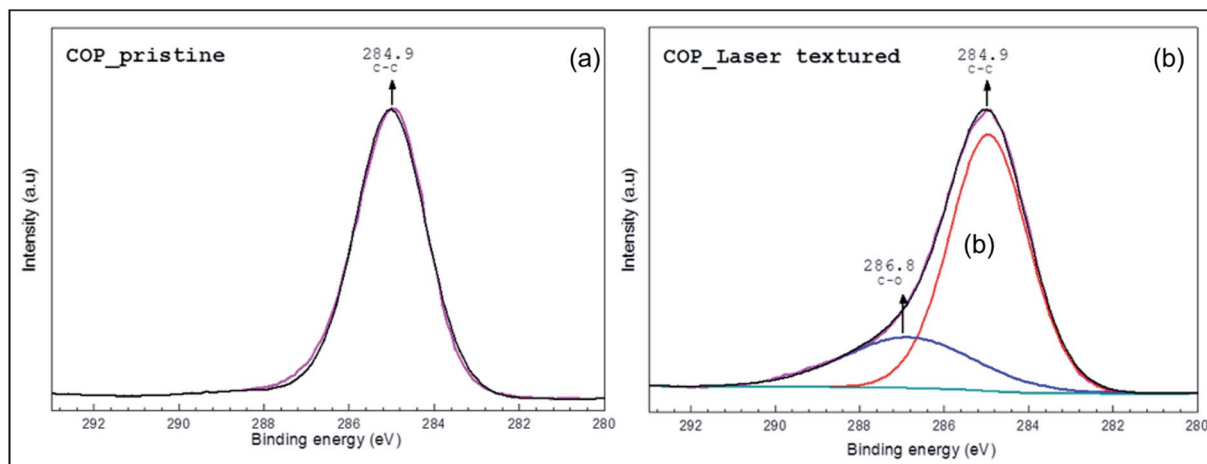 COP_pristine
(a)
284.9
c-c
Intensity (a.u)
292
290
288
286
284
282
280
Binding energy (eV)
COP_Laser textured
(b)
284.9
c-c
(b)
286.8
c-o
Intensity (a.u)
292
290
288
286
284
282
280
Binding energy (eV)